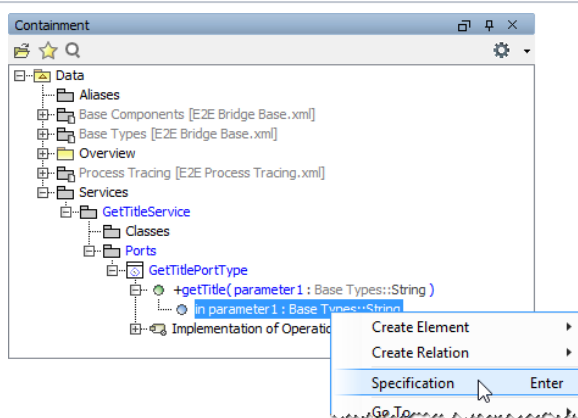 Containment
Data
Aliases
Base Components [E2E Bridge Base.xml]
Base Types [E2E Bridge Base.xml]
Overview
Process Tracing [E2E Process Tracing.xml]
Services
GetTitleService
Classes
Ports
GetTitlePortType
+getTitle( parameter1 : Base Types::String )
in parameter1 : Base Types::String
Implementation of
Create Element
Create Relation
Specification Enter
Go To